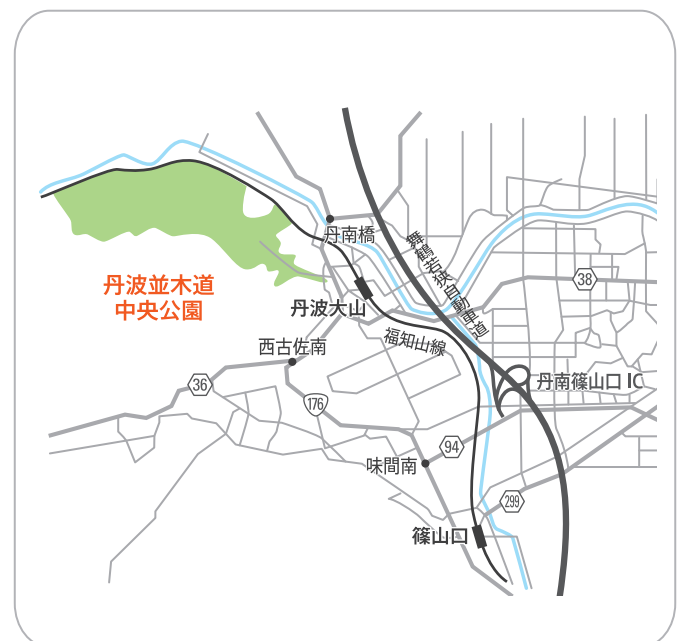 丹南橋
舞鶴若狭自動車道
丹波並木道
中央公園
38
丹波大山
福知山線
西古佐南
36
丹南篠山口 IC
176
94
味間南
299
篠山口